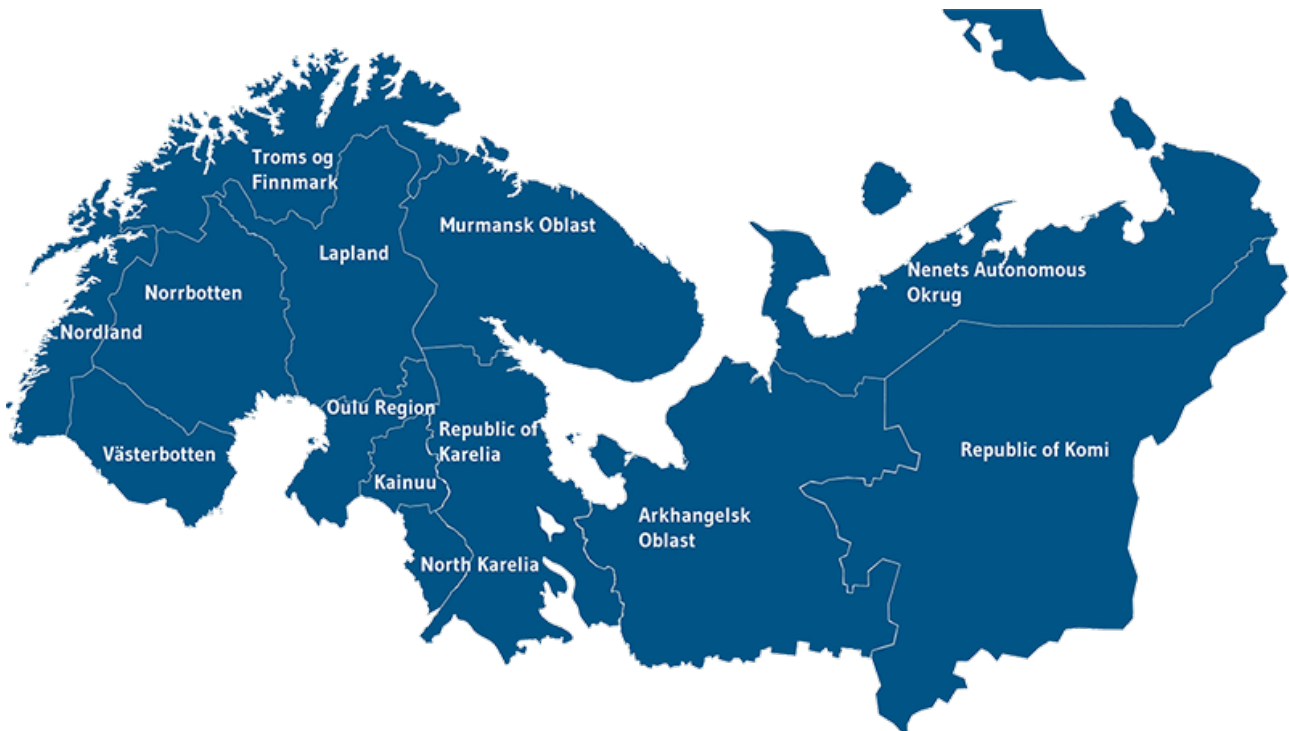 Troms og
Finnmark
Murmansk Oblast
Lapland
Nenets Autonomous
Okrug
Norrbotten
Nordland
Oulu Region
Republic of
Karelia
Västerbotten
Republic of Komi
Kainuu
Arkhangelsk
Oblast
North Karelia